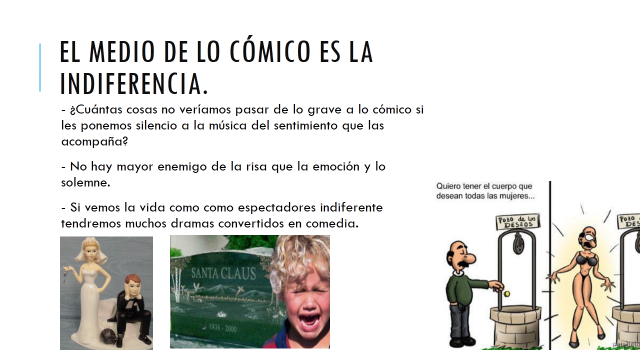 EL MEDIO DE LO CÓMICO ES LA
INDIFERENCIA.
- ¿Cuántas cosas no veríamos pasar de lo grave a lo cómico si
les ponemos silencio a la música del sentimiento que las
acompaña?
- No hay mayor enemigo de la risa que la emoción y lo
solemne.
- Si vemos la vida como como espectadores indiferente
tendremos muchos dramas convertidos en comedia.
Quiero tener el cuerpo que
desean todas las mujeres...
POZO de los
DESEOS
SANTA CLAUS
1934 - 2000